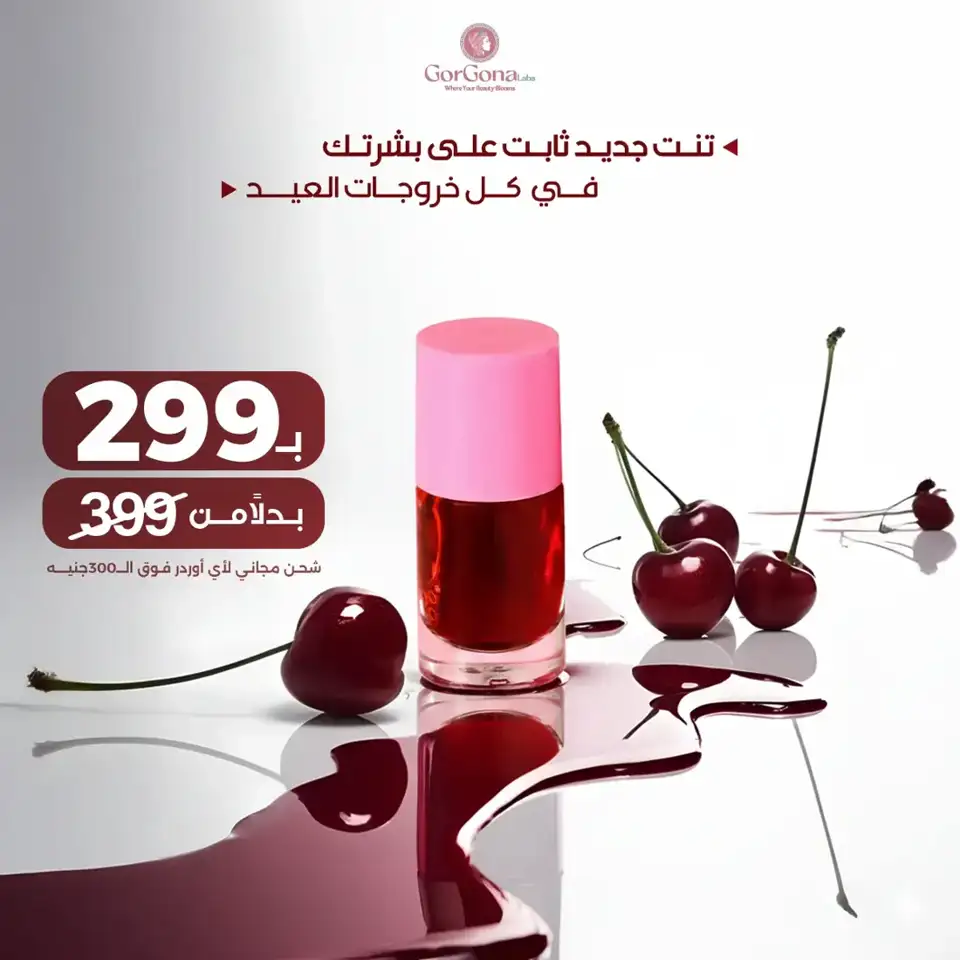 GorGona Labs
Where Your Beauty Blooms
تنت جديد ثابت على بشرتك
في كل خروجات العيد
بـ299
بدلًا من 399
شحن مجاني لأي أوردر فوق الـ300جنيه